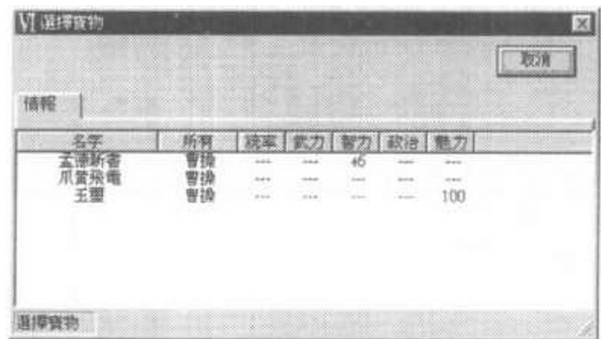 VI 選擇寶物
取消
情報
名字 所有 統率 武力 智力 政治 魅力
孟德新書 曹操 --- --- +6 --- ---
爪黃飛電 曹操 --- --- --- --- ---
玉璽 曹操 --- --- --- --- 100
選擇寶物